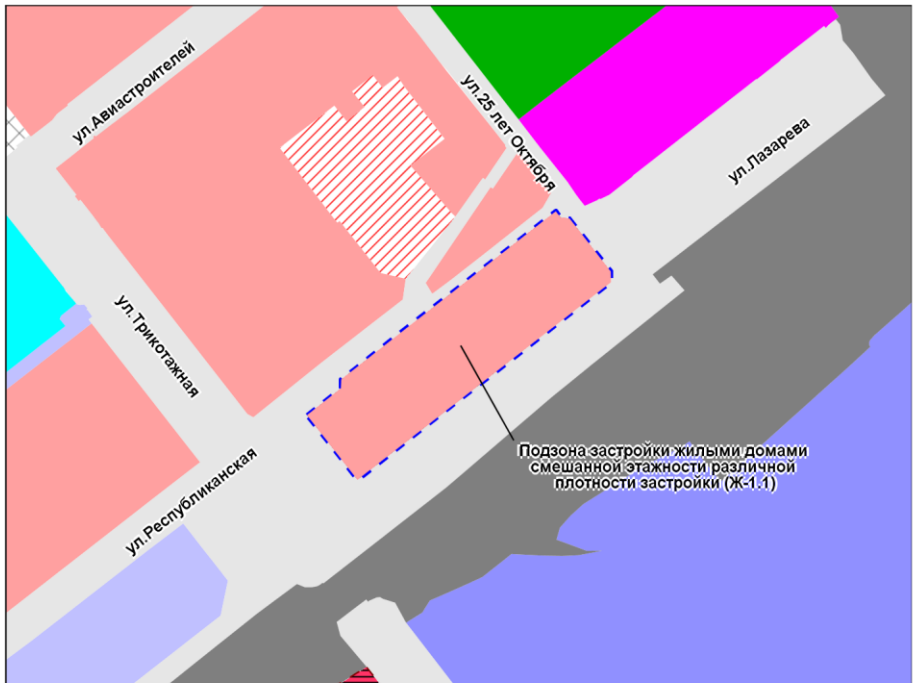 ул.Авиастроителей
ул.25 лет Октября
ул.Лазарева
ул.Трикотажная
Подзона застройки жилыми домами
смешанной этажности различной
плотности застройки (Ж-1.1)
ул.Республиканская